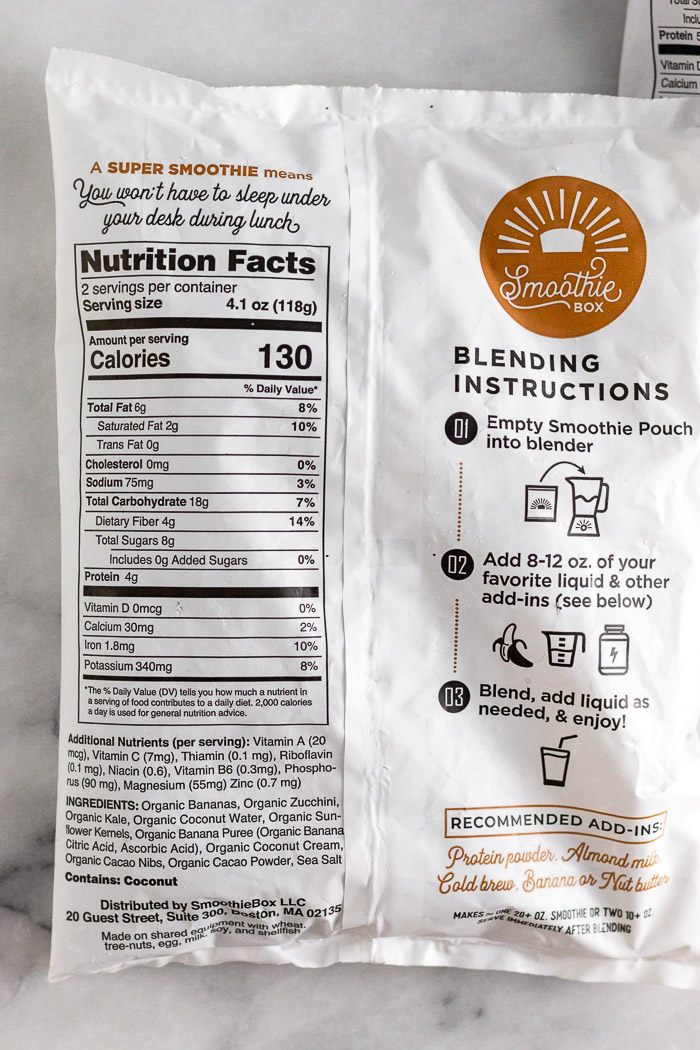 A SUPER SMOOTHIE means
You won't have to sleep under
your desk during lunch
Nutrition Facts
2 servings per container
Serving size 4.1 oz (118g)
Amount per serving
Calories 130
% Daily Value*
Total Fat 6g 8%
Saturated Fat 2g 10%
Trans Fat 0g
Cholesterol 0mg 0%
Sodium 75mg 3%
Total Carbohydrate 18g 7%
Dietary Fiber 4g 14%
Total Sugars 8g
Includes 0g Added Sugars 0%
Protein 4g
Vitamin D 0mcg 0%
Calcium 30mg 2%
Iron 1.8mg 10%
Potassium 340mg 8%
*The % Daily Value (DV) tells you how much a nutrient in
a serving of food contributes to a daily diet. 2,000 calories
a day is used for general nutrition advice.
Additional Nutrients (per serving): Vitamin A (20
mcg), Vitamin C (7mg), Thiamin (0.1 mg), Riboflavin
(0.1 mg), Niacin (0.6), Vitamin B6 (0.3mg), Phospho-
rus (90 mg), Magnesium (55mg) Zinc (0.7 mg)
INGREDIENTS: Organic Bananas, Organic Zucchini,
Organic Kale, Organic Coconut Water, Organic Sun-
flower Kernels, Organic Banana Puree (Organic Banana
Citric Acid, Ascorbic Acid), Organic Coconut Cream,
Organic Cacao Nibs, Organic Cacao Powder, Sea Salt
Contains: Coconut
Distributed by SmoothieBox LLC
20 Guest Street, Suite 300, Boston, MA 02135
Made on shared equipment with wheat.
tree-nuts, egg, milk, soy, and shellfish
Smoothie
BOX
BLENDING
INSTRUCTIONS
01 Empty Smoothie Pouch
into blender
02 Add 8-12 oz. of your
favorite liquid & other
add-ins (see below)
03 Blend, add liquid as
needed, & enjoy!
RECOMMENDED ADD-INS:
Protein powder, Almond milk
Cold brew, Banana or Nut butter
MAKES ONE 20+ OZ. SMOOTHIE OR TWO 10+ OZ.
SERVE IMMEDIATELY AFTER BLENDING
Protein 5
Vitamin D
Calcium